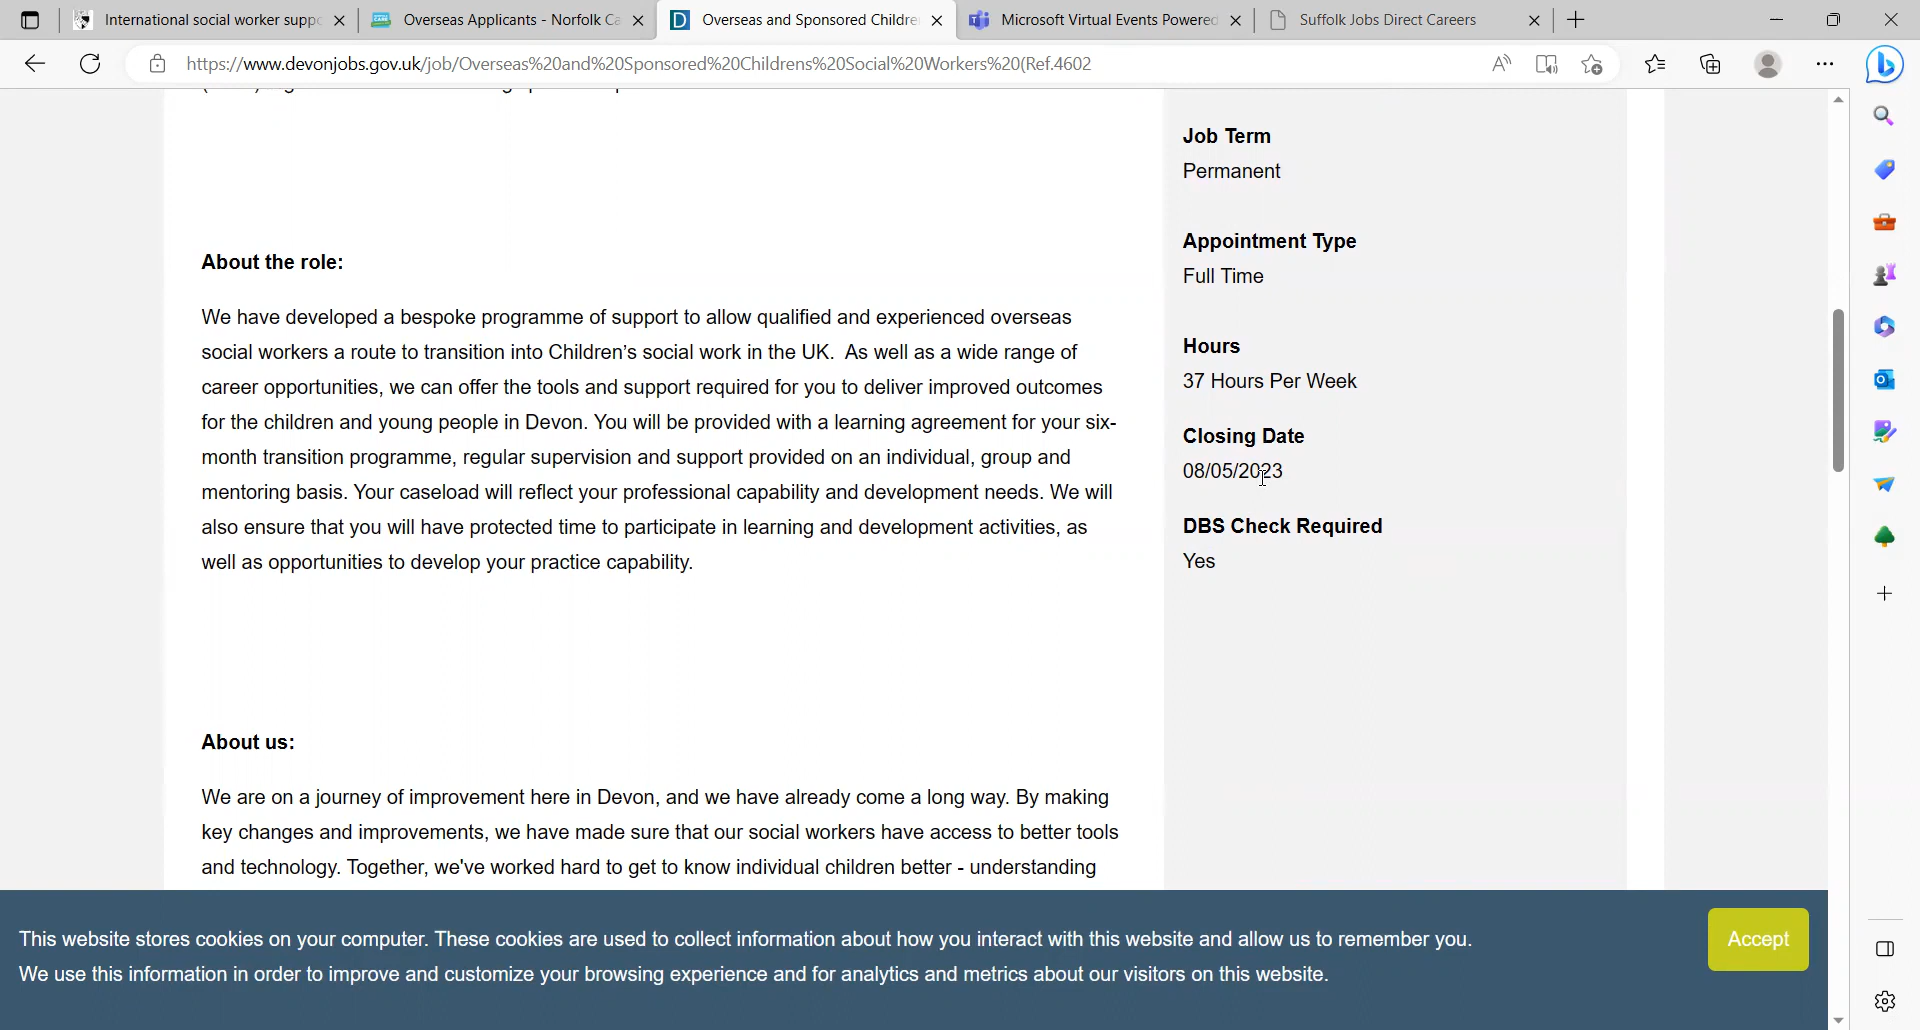 International social worker suppo
Overseas Applicants - Norfolk Ca
Overseas and Sponsored Childre
Microsoft Virtual Events Powered
Suffolk Jobs Direct Careers
https://www.devonjobs.gov.uk/job/Overseas%20and%20Sponsored%20Childrens%20Social%20Workers%20(Ref.4602
Job Term
Permanent
Appointment Type
Full Time
Hours
37 Hours Per Week
Closing Date
08/05/2023
DBS Check Required
Yes
About the role:
We have developed a bespoke programme of support to allow qualified and experienced overseas
social workers a route to transition into Children’s social work in the UK.  As well as a wide range of
career opportunities, we can offer the tools and support required for you to deliver improved outcomes
for the children and young people in Devon. You will be provided with a learning agreement for your six-
month transition programme, regular supervision and support provided on an individual, group and
mentoring basis. Your caseload will reflect your professional capability and development needs. We will
also ensure that you will have protected time to participate in learning and development activities, as
well as opportunities to develop your practice capability.
About us:
We are on a journey of improvement here in Devon, and we have already come a long way. By making
key changes and improvements, we have made sure that our social workers have access to better tools
and technology. Together, we've worked hard to get to know individual children better - understanding
This website stores cookies on your computer. These cookies are used to collect information about how you interact with this website and allow us to remember you.
We use this information in order to improve and customize your browsing experience and for analytics and metrics about our visitors on this website.
Accept